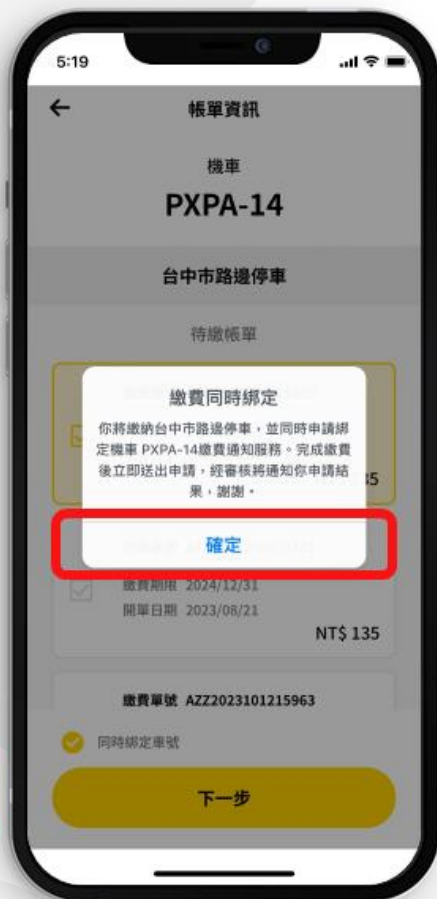 5:19
帳單資訊
機車
PXPA-14
台中市路邊停車
待繳帳單
繳費同時綁定
你將繳納台中市路邊停車，並同時申請綁
定機車 PXPA-14繳費通知服務。完成繳費
後立即送出申請，經審核將通知你申請結
果，謝謝。
35
確定
繳費期限 2024/12/31
開單日期 2023/08/21
NT$ 135
繳費單號 AZZ2023101215963
同時綁定車號
下一步